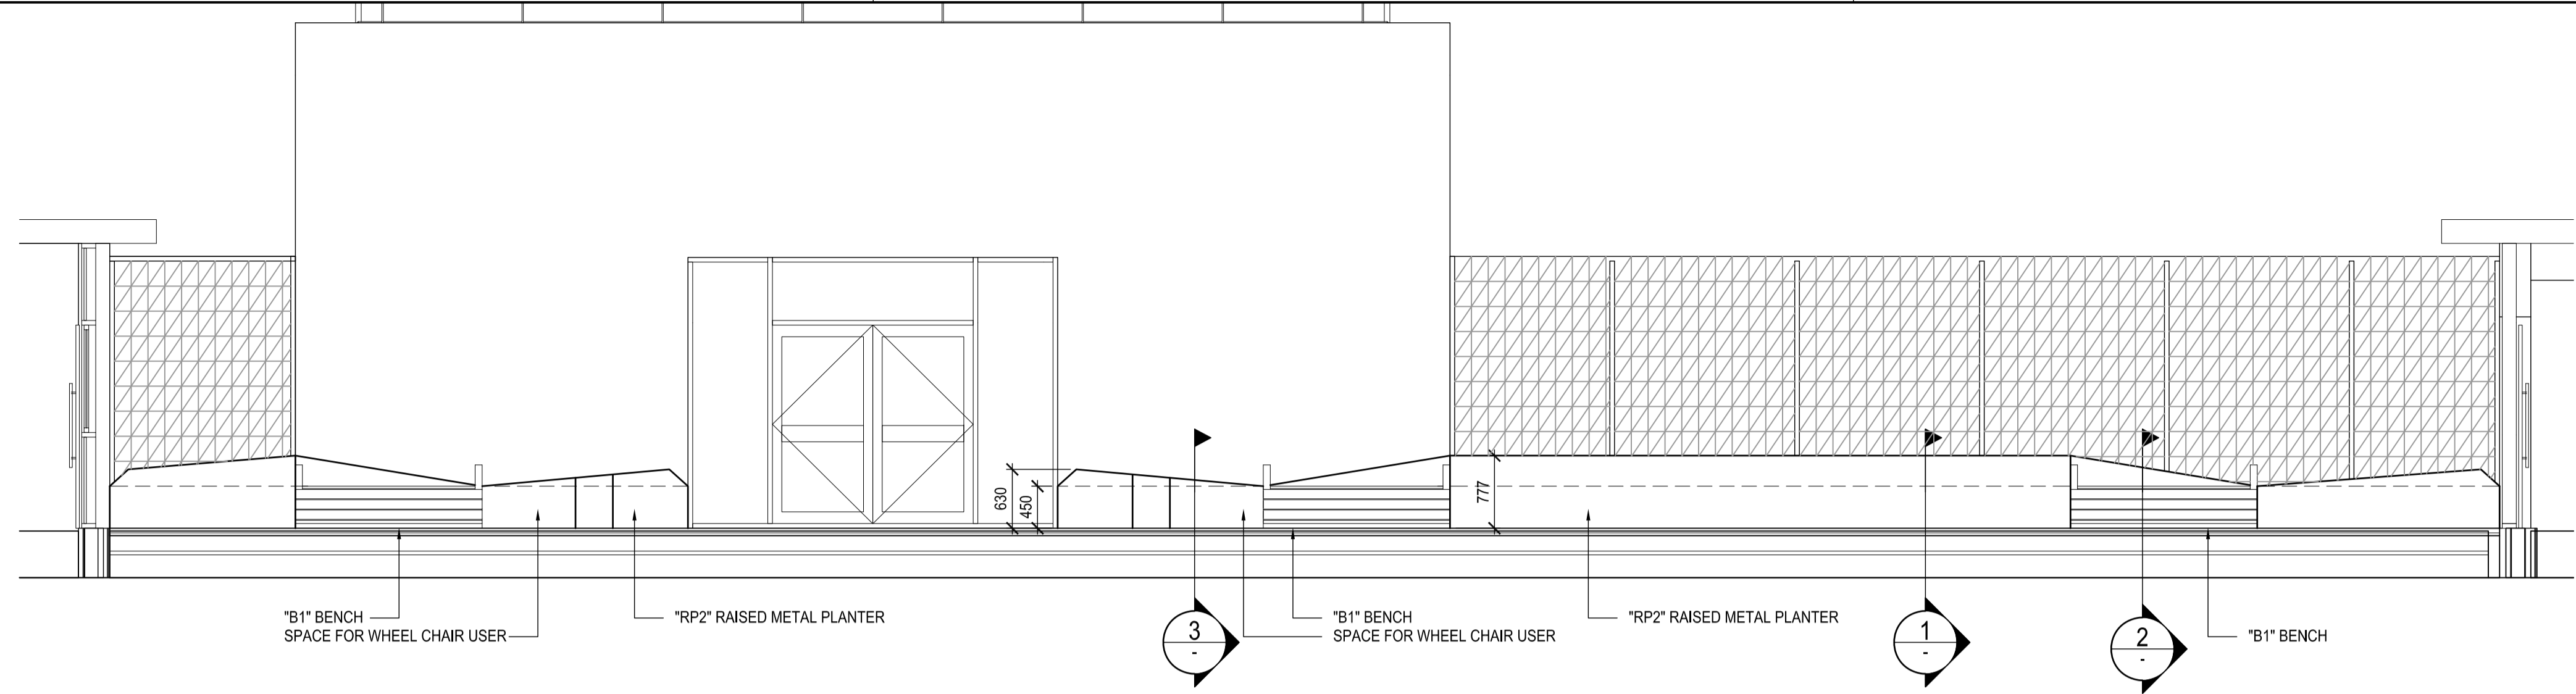 630
450
777
"B1" BENCH
SPACE FOR WHEEL CHAIR USER
"RP2" RAISED METAL PLANTER
3
-
"B1" BENCH
SPACE FOR WHEEL CHAIR USER
"RP2" RAISED METAL PLANTER
1
-
2
-
"B1" BENCH